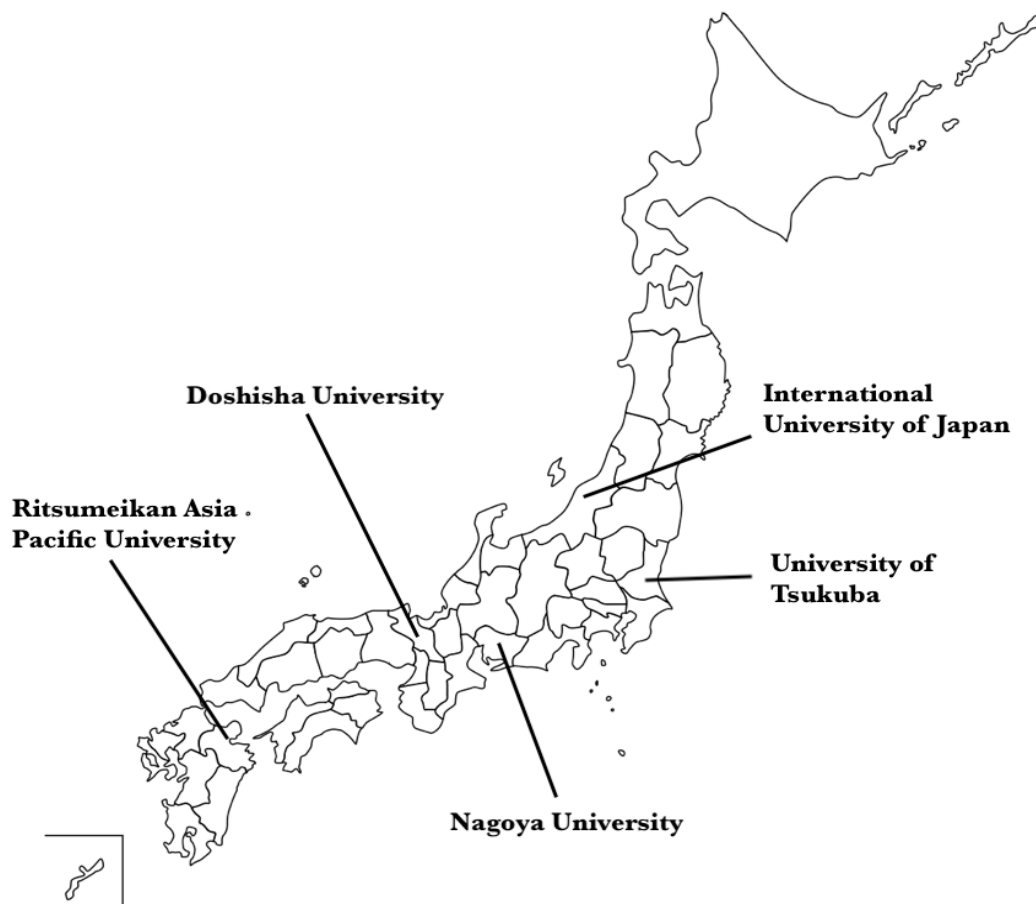 Doshisha University
International
University of Japan
Ritsumeikan Asia
Pacific University
University of
Tsukuba
Nagoya University